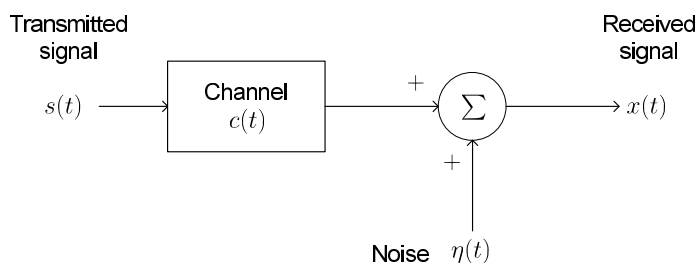 Transmitted
signal
Received
signal
s(t)
Channel
c(t)
+
∑
x(t)
+
Noise η(t)